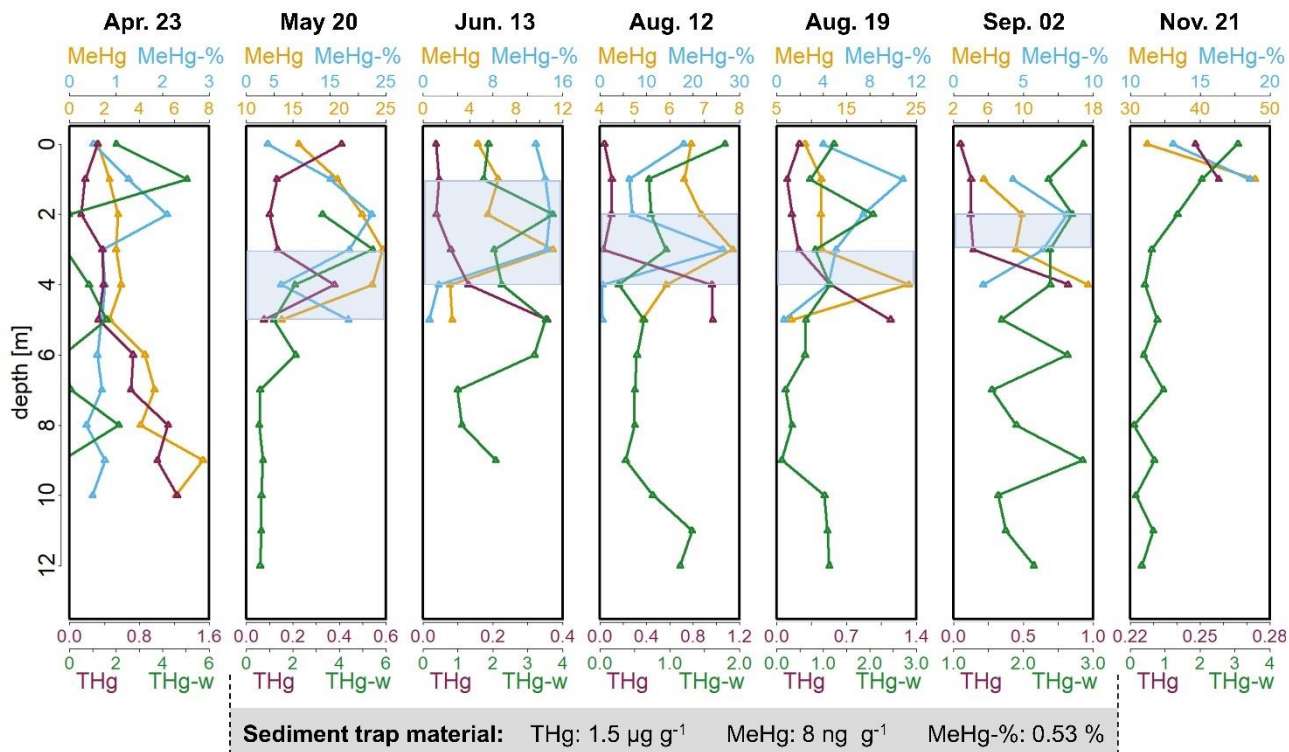 Apr. 23 May 20 Jun. 13 Aug. 12 Aug. 19 Sep. 02 Nov. 21
MeHg MeHg-% MeHg MeHg-% MeHg MeHg-% MeHg MeHg-% MeHg MeHg-% MeHg MeHg-% MeHg MeHg-%
0 1 2 3 0 5 15 25 0 8 16 0 10 20 30 0 4 8 12 0 5 10 10 15 20
0 2 4 6 8 10 15 20 25 0 4 8 12 4 5 6 7 8 5 15 25 2 6 10 18 30 40 50
0
2
4
depth [m]
6
8
10
12
0.0 0.8 1.6 0.0 0.2 0.4 0.6 0.0 0.2 0.4 0.0 0.4 0.8 1.2 0.0 0.7 1.4 0.0 0.5 1.0 0.22 0.25 0.28
0 2 5 6 0 2 4 6 0 1 2 3 4 0.0 0.5 1.0 2.0 0.0 1.0 2.0 3.0 1.0 2.0 3.0 0 1 2 3 4
THg THg-w THg THg-w THg THg-w THg THg-w THg THg-w THg THg-w THg THg-w
Sediment trap material: THg: 1.5 µg g⁻¹ MeHg: 8 ng g⁻¹ MeHg-%: 0.53 %